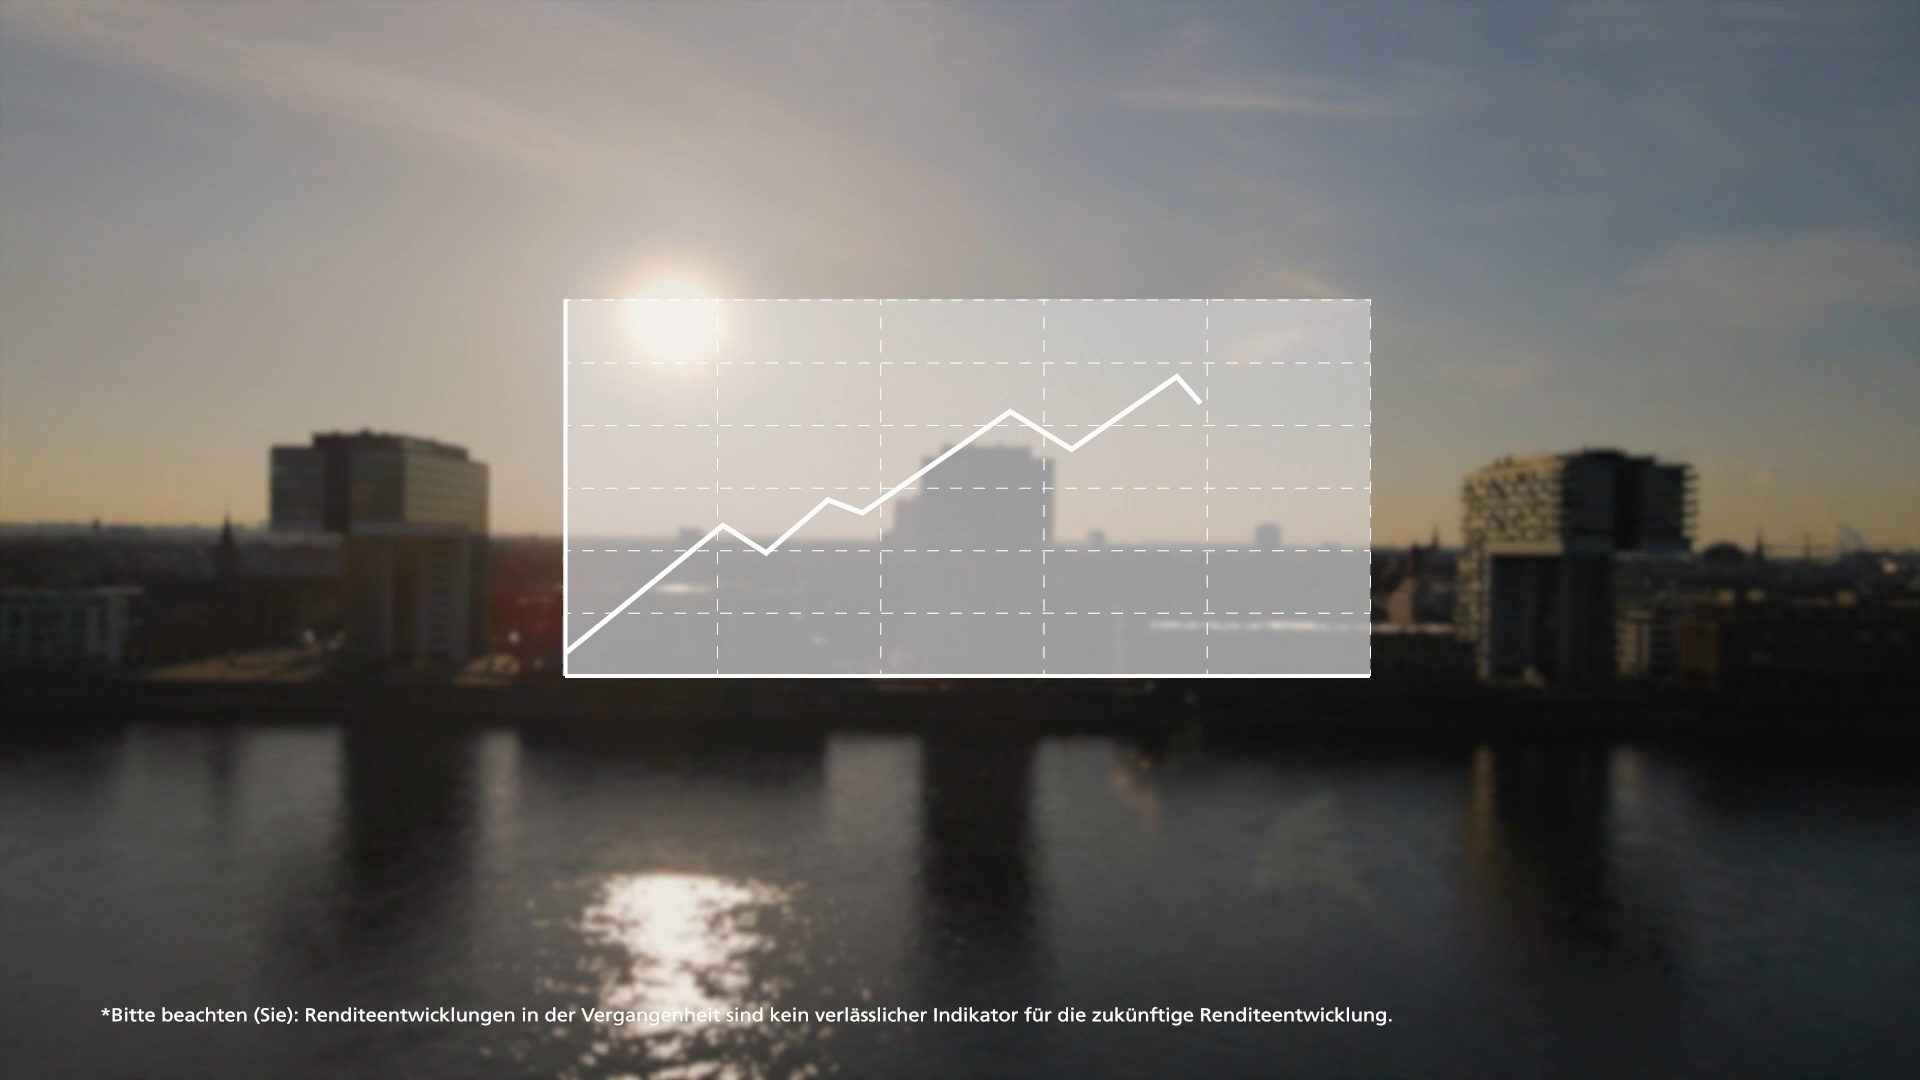 *Bitte beachten (Sie): Renditeentwicklungen in der Vergangenheit sind kein verlässlicher Indikator für die zukünftige Renditeentwicklung.